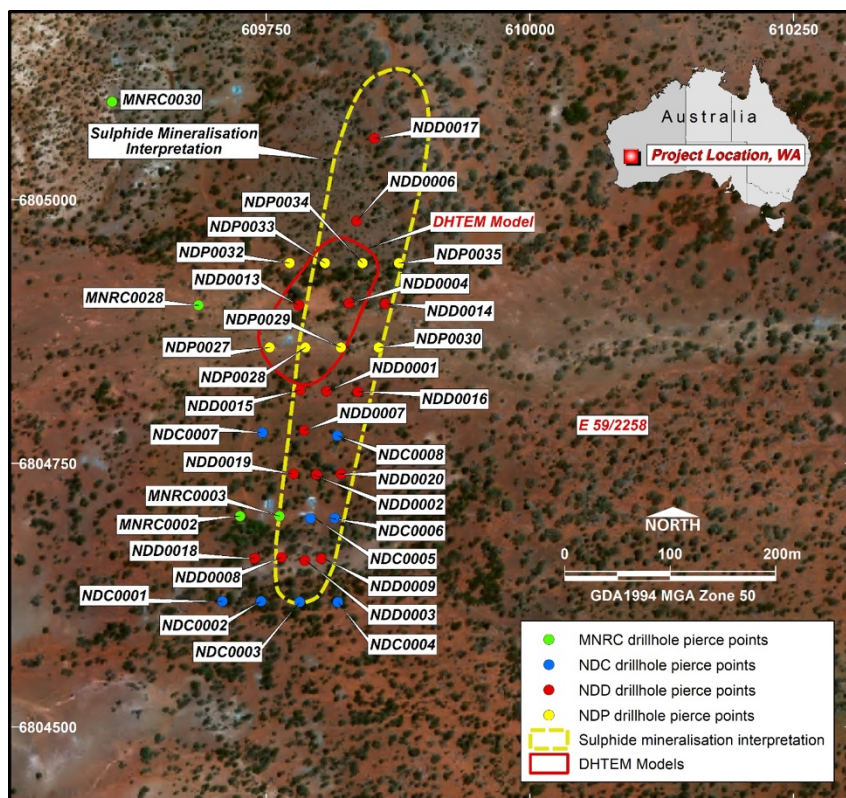 609750
610000
610250
MNRC0030
Sulphide Mineralisation
Interpretation
NDD0017
Australia
Project Location, WA
6805000
NDD0006
NDP0034
NDP0033
DHTEM Model
NDP0032
NDP0035
NDD0013
NDD0004
MNRC0028
NDD0014
NDP0029
NDP0027
NDP0030
NDP0028
NDD0001
NDD0015
NDD0016
NDD0007
NDC0007
E 59/2258
NDC0008
6804750
NDD0019
NDD0020
MNRC0003
NDD0002
MNRC0002
NDC0006
NORTH
NDD0018
NDC0005
0 100 200m
NDD0008
NDD0009
GDA1994 MGA Zone 50
NDC0001
NDD0003
NDC0002
NDC0004
NDC0003
MNRC drillhole pierce points
NDC drillhole pierce points
NDD drillhole pierce points
NDP drillhole pierce points
6804500
Sulphide mineralisation interpretation
DHTEM Models